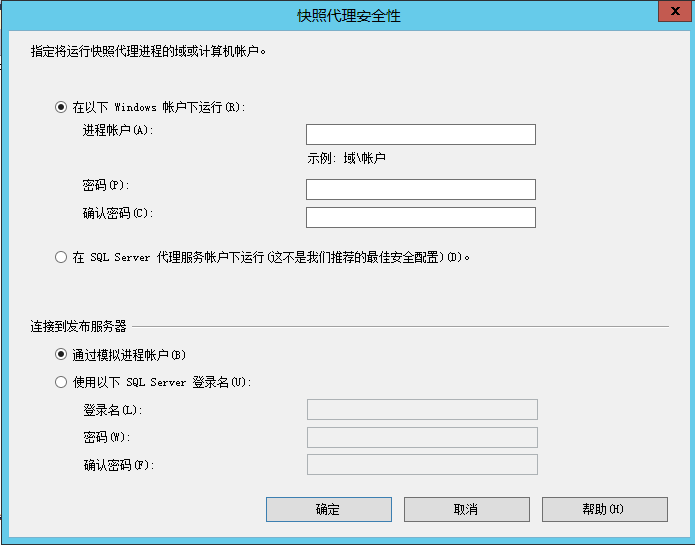 快照代理安全性
指定将运行快照代理进程的域或计算机帐户。
在以下 Windows 帐户下运行(R):
进程帐户(A):
示例: 域\帐户
密码(P):
确认密码(C):
在 SQL Server 代理服务帐户下运行(这不是我们推荐的最佳安全配置)(D)。
连接到发布服务器
通过模拟进程帐户(B)
使用以下 SQL Server 登录名(U):
登录名(L):
密码(W):
确认密码(F):
确定 取消 帮助(H)